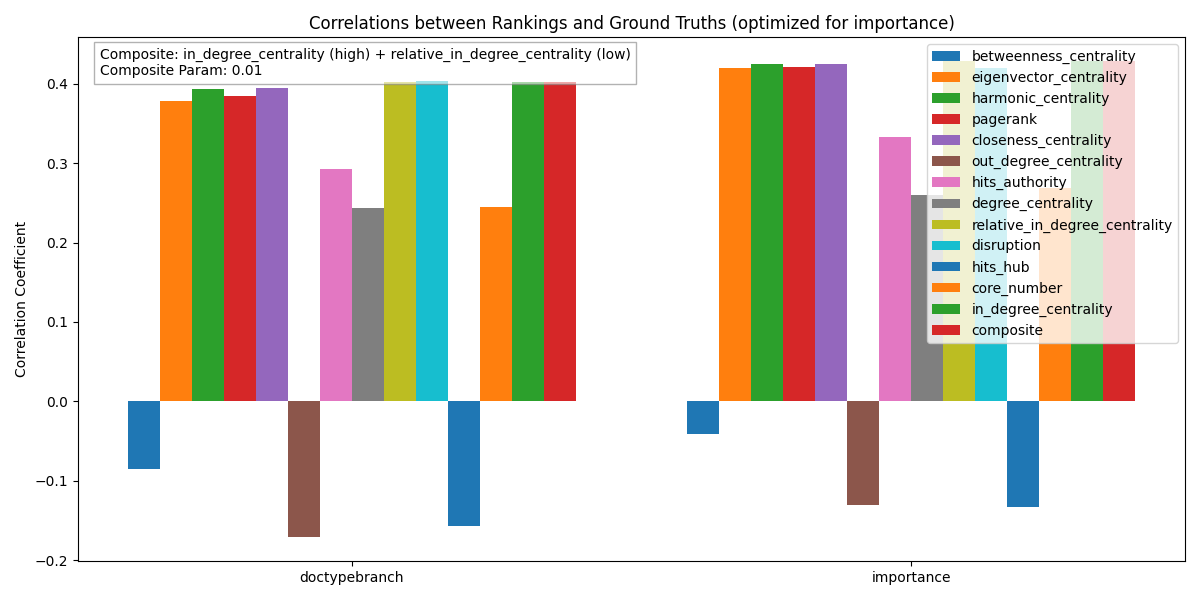 Correlations between Rankings and Ground Truths (optimized for importance)
Composite: in_degree_centrality (high) + relative_in_degree_centrality (low)
Composite Param: 0.01
betweenness_centrality
eigenvector_centrality
harmonic_centrality
pagerank
closeness_centrality
out_degree_centrality
hits_authority
degree_centrality
relative_in_degree_centrality
disruption
hits_hub
core_number
in_degree_centrality
composite
Correlation Coefficient
0.4
0.3
0.2
0.1
0.0
−0.1
−0.2
doctypebranch
importance